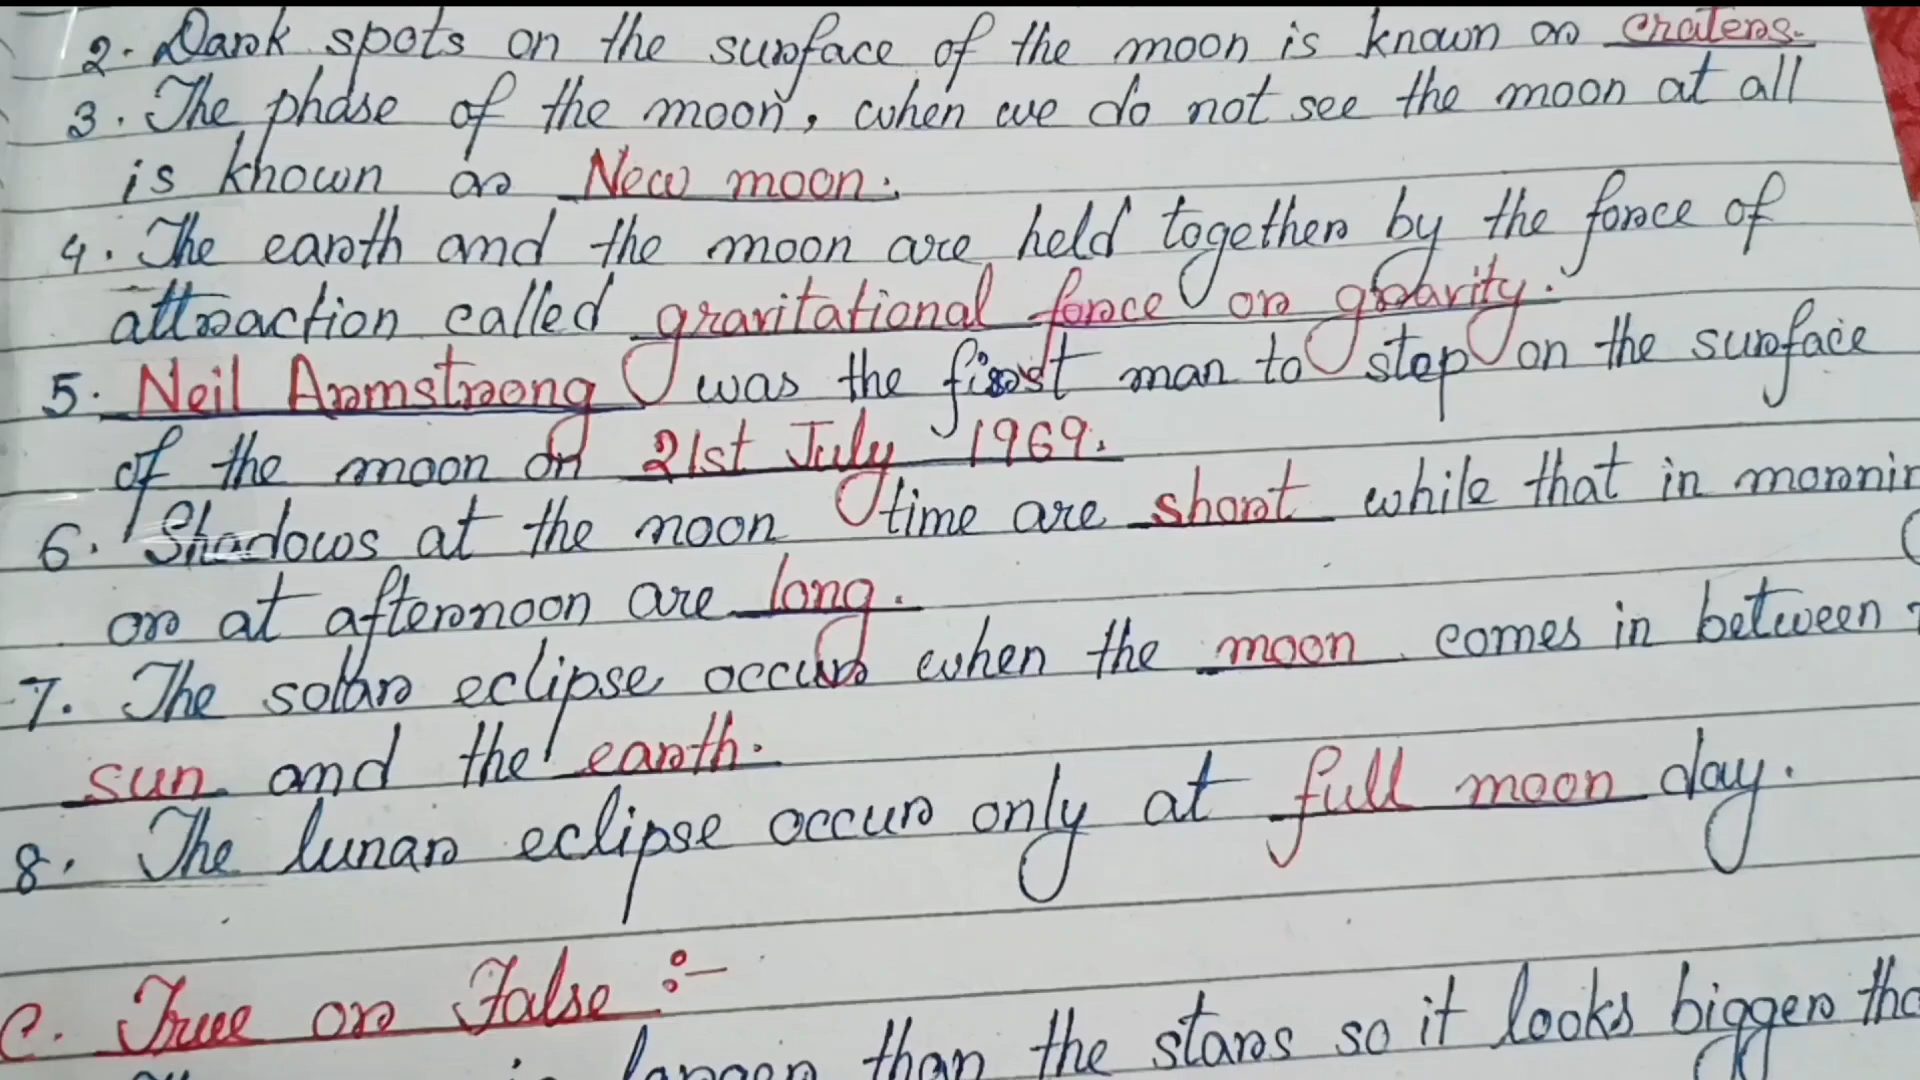 2. Dark spots on the surface of the moon is known as craters.
3. The phase of the moon, when we do not see the moon at all
is known as New moon.
4. The earth and the moon are held together by the force of
attraction called gravitational force or gravity.
5. Neil Armstrong was the first man to step on the surface
of the moon on 21st July 1969.
6. Shadows at the noon time are short while that in mornin
or at afternoon are long.
7. The solar eclipse occurs when the moon comes in between
sun and the earth.
8. The lunar eclipse occurs only at full moon day.
C. True or False :-
larger than the stars so it looks bigger tha